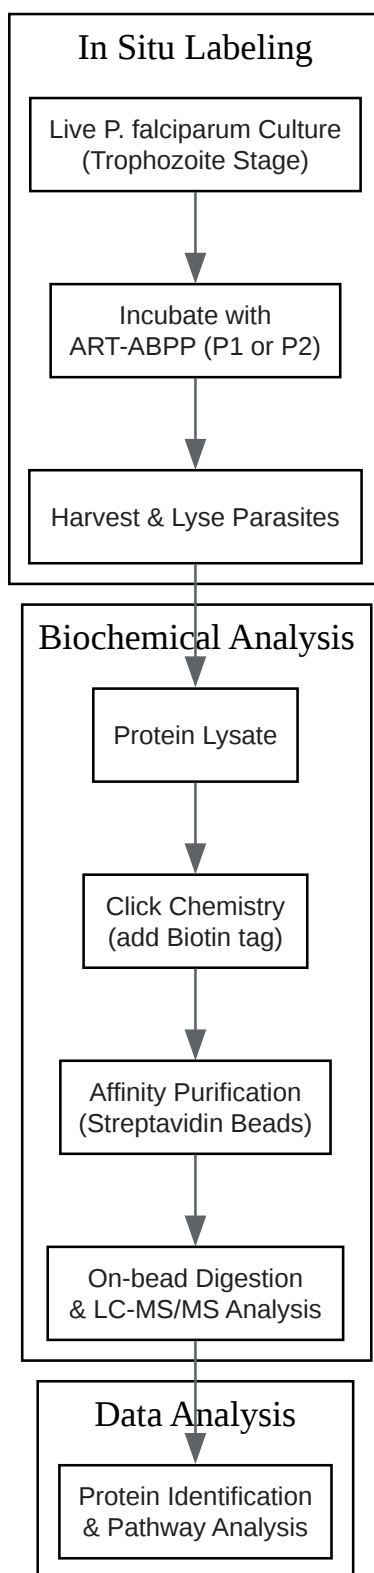 In Situ Labeling
Live P. falciparum Culture
(Trophozoite Stage)
Incubate with
ART-ABPP (P1 or P2)
Harvest & Lyse Parasites
Biochemical Analysis
Protein Lysate
Click Chemistry
(add Biotin tag)
Affinity Purification
(Streptavidin Beads)
On-bead Digestion
& LC-MS/MS Analysis
Data Analysis
Protein Identification
& Pathway Analysis